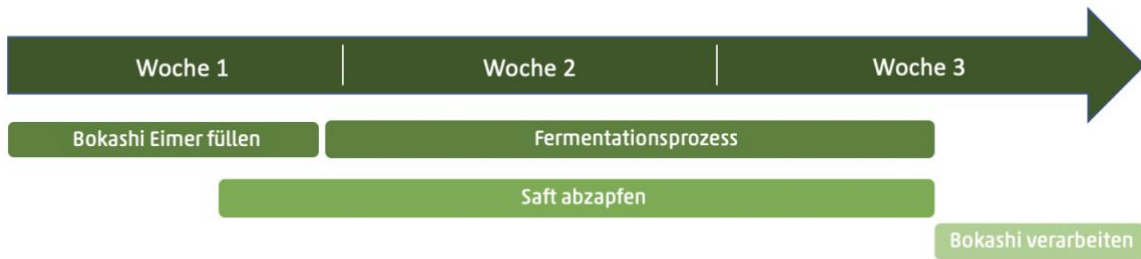 Woche 1 Woche 2 Woche 3
Bokashi Eimer füllen Fermentationsprozess
Saft abzapfen
Bokashi verarbeiten